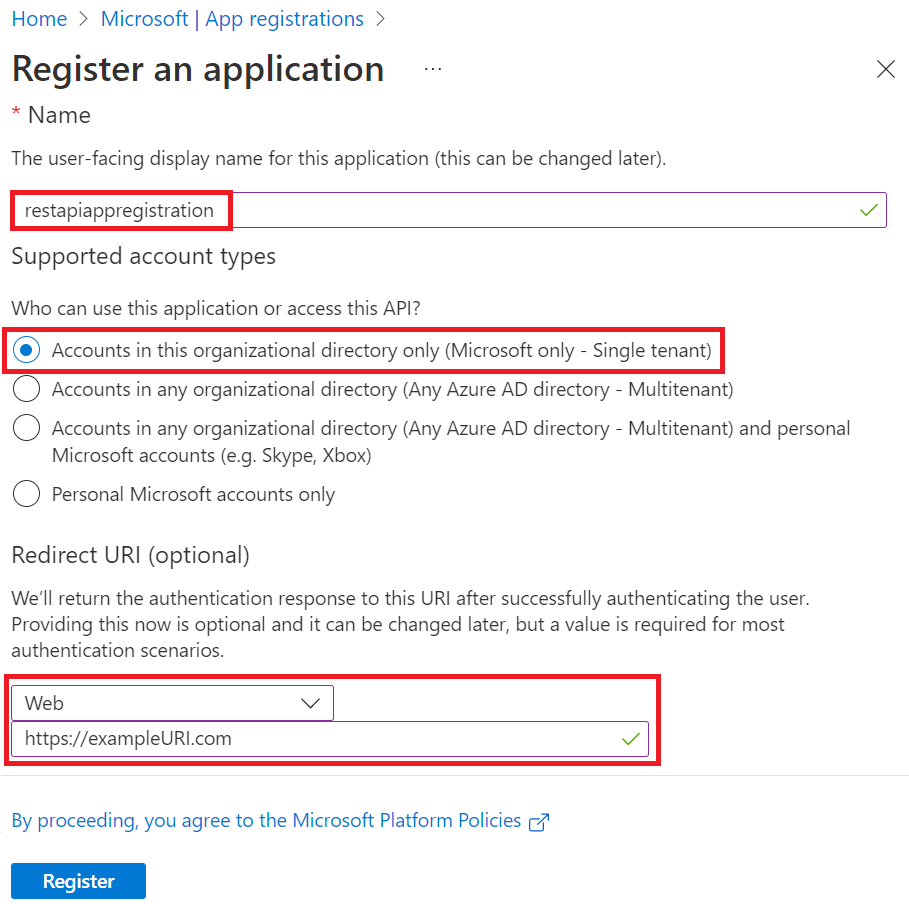 Home > Microsoft | App registrations >
Register an application ...
* Name
The user-facing display name for this application (this can be changed later).
restapiappregistration
Supported account types
Who can use this application or access this API?
Accounts in this organizational directory only (Microsoft only - Single tenant)
Accounts in any organizational directory (Any Azure AD directory - Multitenant)
Accounts in any organizational directory (Any Azure AD directory - Multitenant) and personal
Microsoft accounts (e.g. Skype, Xbox)
Personal Microsoft accounts only
Redirect URI (optional)
We’ll return the authentication response to this URI after successfully authenticating the user.
Providing this now is optional and it can be changed later, but a value is required for most
authentication scenarios.
Web
https://exampleURI.com
By proceeding, you agree to the Microsoft Platform Policies
Register